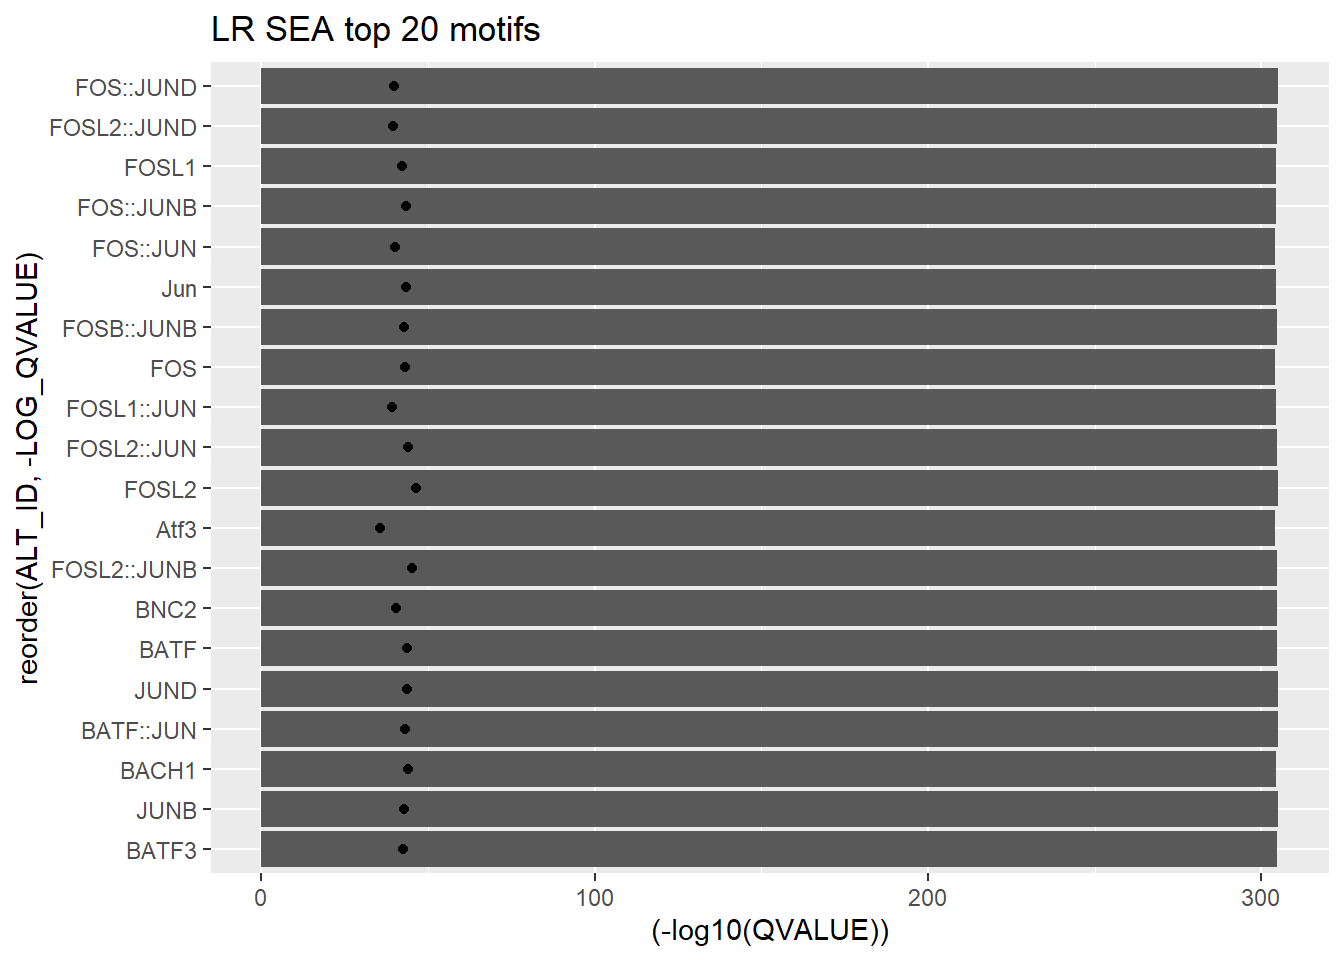 LR SEA top 20 motifs
reorder(ALT_ID, -LOG_QVALUE)
FOS::JUND
FOSL2::JUND
FOSL1
FOS::JUNB
FOS::JUN
Jun
FOSB::JUNB
FOS
FOSL1::JUN
FOSL2::JUN
FOSL2
Atf3
FOSL2::JUNB
BNC2
BATF
JUND
BATF::JUN
BACH1
JUNB
BATF3
0 100 200 300
(-log10(QVALUE))